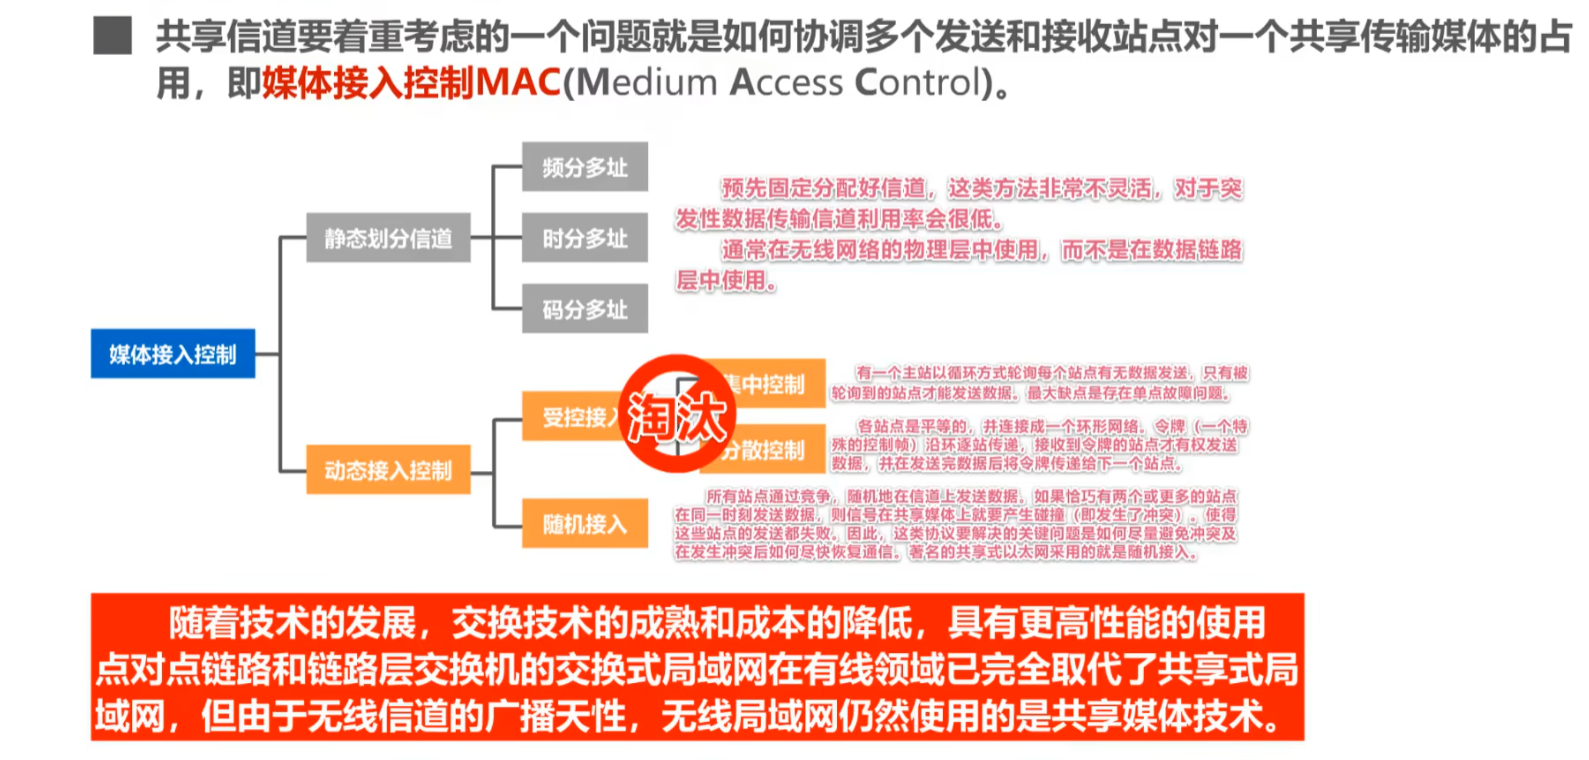 共享信道要着重考虑的一个问题就是如何协调多个发送和接收站点对一个共享传输媒体的占
用，即媒体接入控制MAC(Medium Access Control)。
频分多址
预先固定分配好信道，这类方法非常不灵活，对于突
发性数据传输信道利用率会很低。
静态划分信道
时分多址
通常在无线网络的物理层中使用，而不是在数据链路
层中使用。
码分多址
媒体接入控制
集中控制
有一个主站以循环方式轮询每个站点有无数据发送，只有被
轮询到的站点才能发送数据。最大缺点是存在单点故障问题。
受控接入
淘汰
分散控制
各站点是平等的，并连接成一个环形网络。令牌（一个特
殊的控制帧）沿环逐站传递，接收到令牌的站点才有权发送
数据，并在发送完数据后将令牌传递给下一个站点。
动态接入控制
随机接入
所有站点通过竞争，随机地在信道上发送数据。如果恰巧有两个或更多的站点
在同一时刻发送数据，则信号在共享媒体上就要产生碰撞（即发生了冲突）。使得
这些站点的发送都失败。因此，这类协议要解决的关键问题是如何尽量避免冲突及
在发生冲突后如何尽快恢复通信。著名的共享式以太网采用的就是随机接入。
随着技术的发展，交换技术的成熟和成本的降低，具有更高性能的使用
点对点链路和链路层交换机的交换式局域网在有线领域已完全取代了共享式局
域网，但由于无线信道的广播天性，无线局域网仍然使用的是共享媒体技术。